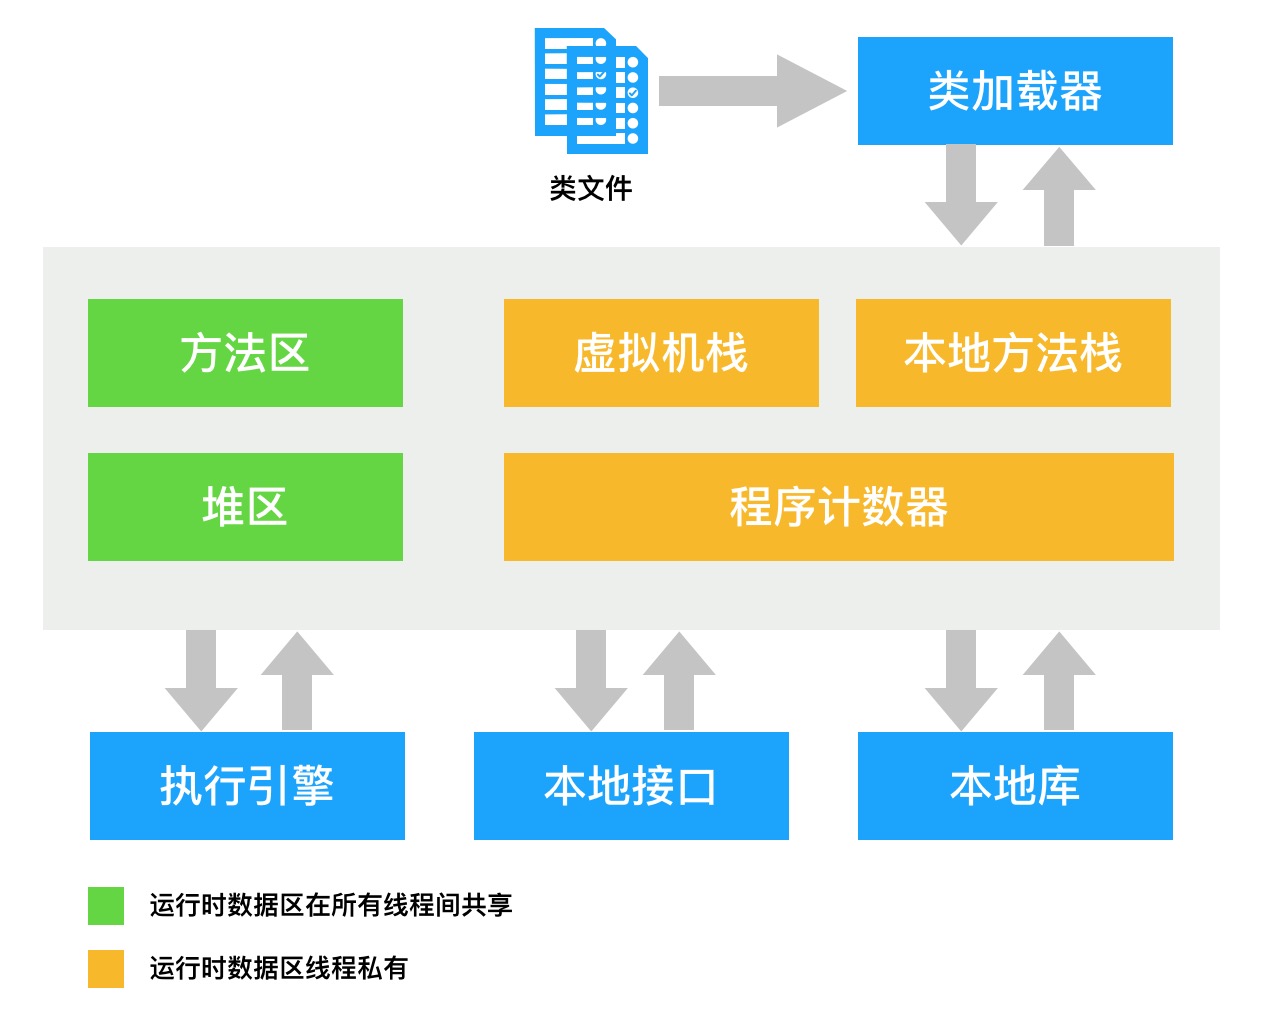 类加载器
类文件
方法区
虚拟机栈
本地方法栈
堆区
程序计数器
执行引擎
本地接口
本地库
运行时数据区在所有线程间共享
运行时数据区线程私有